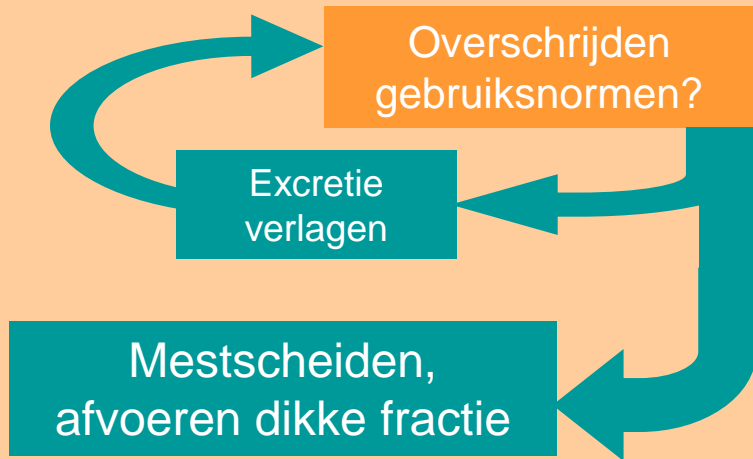 Overschrijden
gebruiksnormen?
Excretie
verlagen
Mestscheiden,
afvoeren dikke fractie